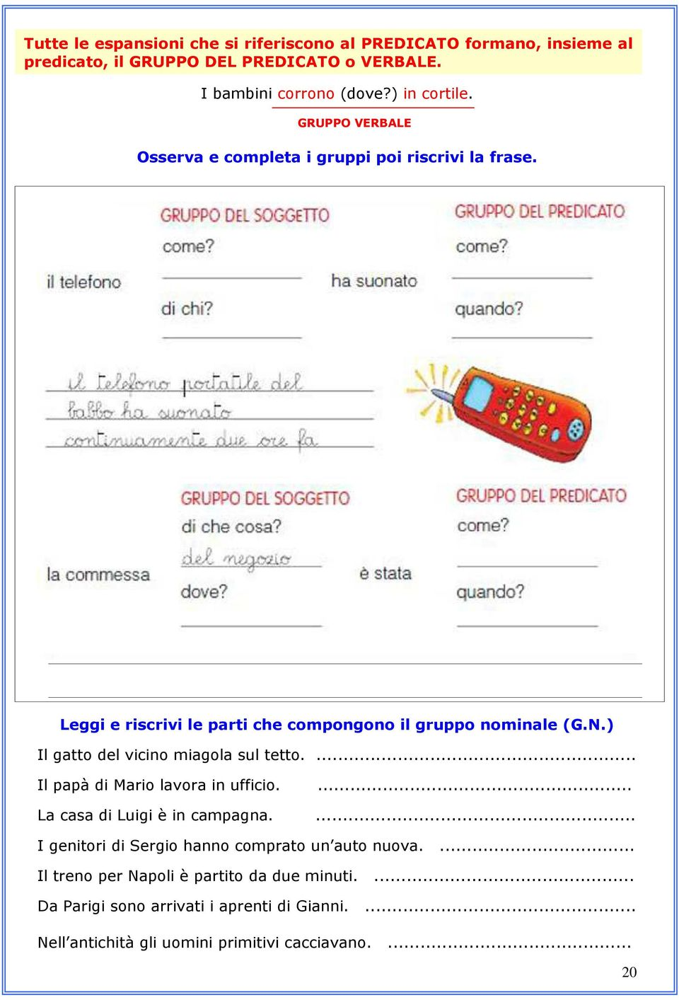 Tutte le espansioni che si riferiscono al PREDICATO formano, insieme al
predicato, il GRUPPO DEL PREDICATO o VERBALE.
I bambini corrono (dove?) in cortile.
GRUPPO VERBALE
Osserva e completa i gruppi poi riscrivi la frase.
GRUPPO DEL SOGGETTO GRUPPO DEL PREDICATO
come? come?
il telefono ha suonato
di chi? quando?
il telefono portatile del
babbo ha suonato
continuamente due ore fa
GRUPPO DEL SOGGETTO GRUPPO DEL PREDICATO
di che cosa? come?
del negozio
la commessa è stata
dove? quando?
Leggi e riscrivi le parti che compongono il gruppo nominale (G.N.)
Il gatto del vicino miagola sul tetto. ...........................................................
Il papà di Mario lavora in ufficio. ..........................................................
La casa di Luigi è in campagna. ...........................................................
I genitori di Sergio hanno comprato un’auto nuova. ....................................
Il treno per Napoli è partito da due minuti. ................................................
Da Parigi sono arrivati i aprenti di Gianni. ..................................................
Nell’antichità gli uomini primitivi cacciavano. .............................................
20